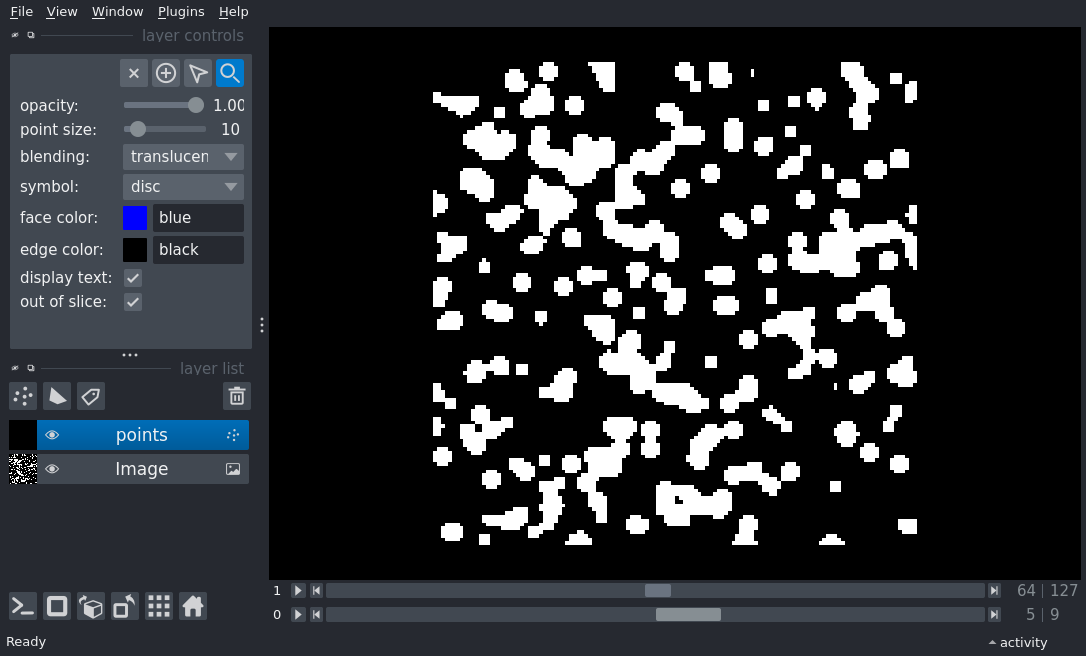 File View Window Plugins Help
layer controls
opacity: 1.00
point size: 10
blending: translucen
symbol: disc
face color: blue
edge color: black
display text:
out of slice:
layer list
points
Image
1 64 127
0 5 9
Ready activity